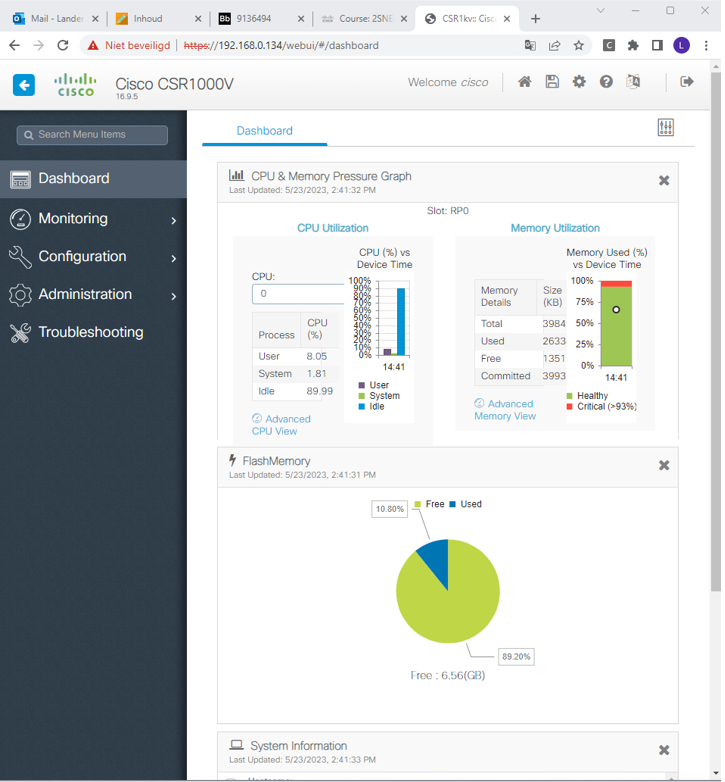 Mail - Lander
Inhoud
Bb 9136494
Course: 2SNE
CSR1kv: Cisc
Niet beveiligd https://192.168.0.134/webui/#/dashboard
C
L
CISCO
Cisco CSR1000V
16.9.5
Welcome cisco
Search Menu Items
Dashboard
Monitoring
Configuration
Administration
Troubleshooting
Dashboard
CPU & Memory Pressure Graph
Last Updated: 5/23/2023, 2:41:32 PM
Slot: RP0
CPU Utilization
CPU:
0
Process CPU (%)
User 8.05
System 1.81
Idle 89.99
Advanced
CPU View
CPU (%) vs
Device Time
100%
90%
80%
70%
60%
50%
40%
30%
20%
10%
0%
14:41
User
System
Idle
Memory Utilization
Memory Details Size (KB)
Total 3984
Used 2633
Free 1351
Committed 3993
Advanced
Memory View
Memory Used (%)
vs Device Time
100%
75%
50%
25%
0%
14:41
Healthy
Critical (>93%)
FlashMemory
Last Updated: 5/23/2023, 2:41:31 PM
Free Used
10.80%
89.20%
Free : 6.56(GB)
System Information
Last Updated: 5/23/2023, 2:41:33 PM